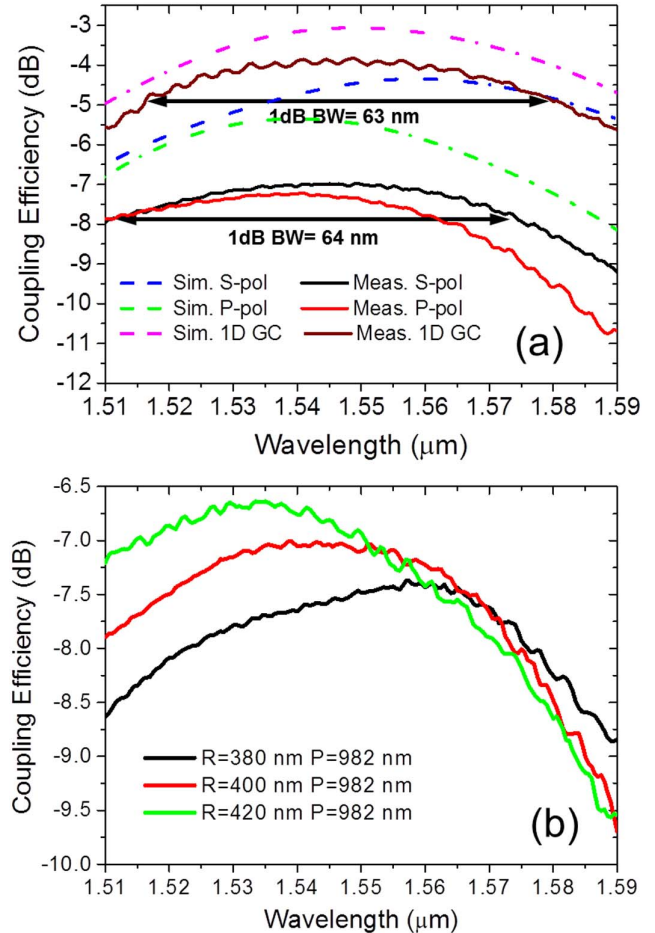 -3
-4
-5
-6
-7
-8
-9
-10
-11
-12
Coupling Efficiency (dB)
1dB BW= 63 nm
1dB BW= 64 nm
Sim. S-pol Meas. S-pol
Sim. P-pol Meas. P-pol
Sim. 1D GC Meas. 1D GC
(a)
1.51 1.52 1.53 1.54 1.55 1.56 1.57 1.58 1.59
Wavelength (μm)
-6.5
-7.0
-7.5
-8.0
-8.5
-9.0
-9.5
-10.0
Coupling Efficiency (dB)
R=380 nm P=982 nm
R=400 nm P=982 nm
R=420 nm P=982 nm
(b)
1.51 1.52 1.53 1.54 1.55 1.56 1.57 1.58 1.59
Wavelength (μm)